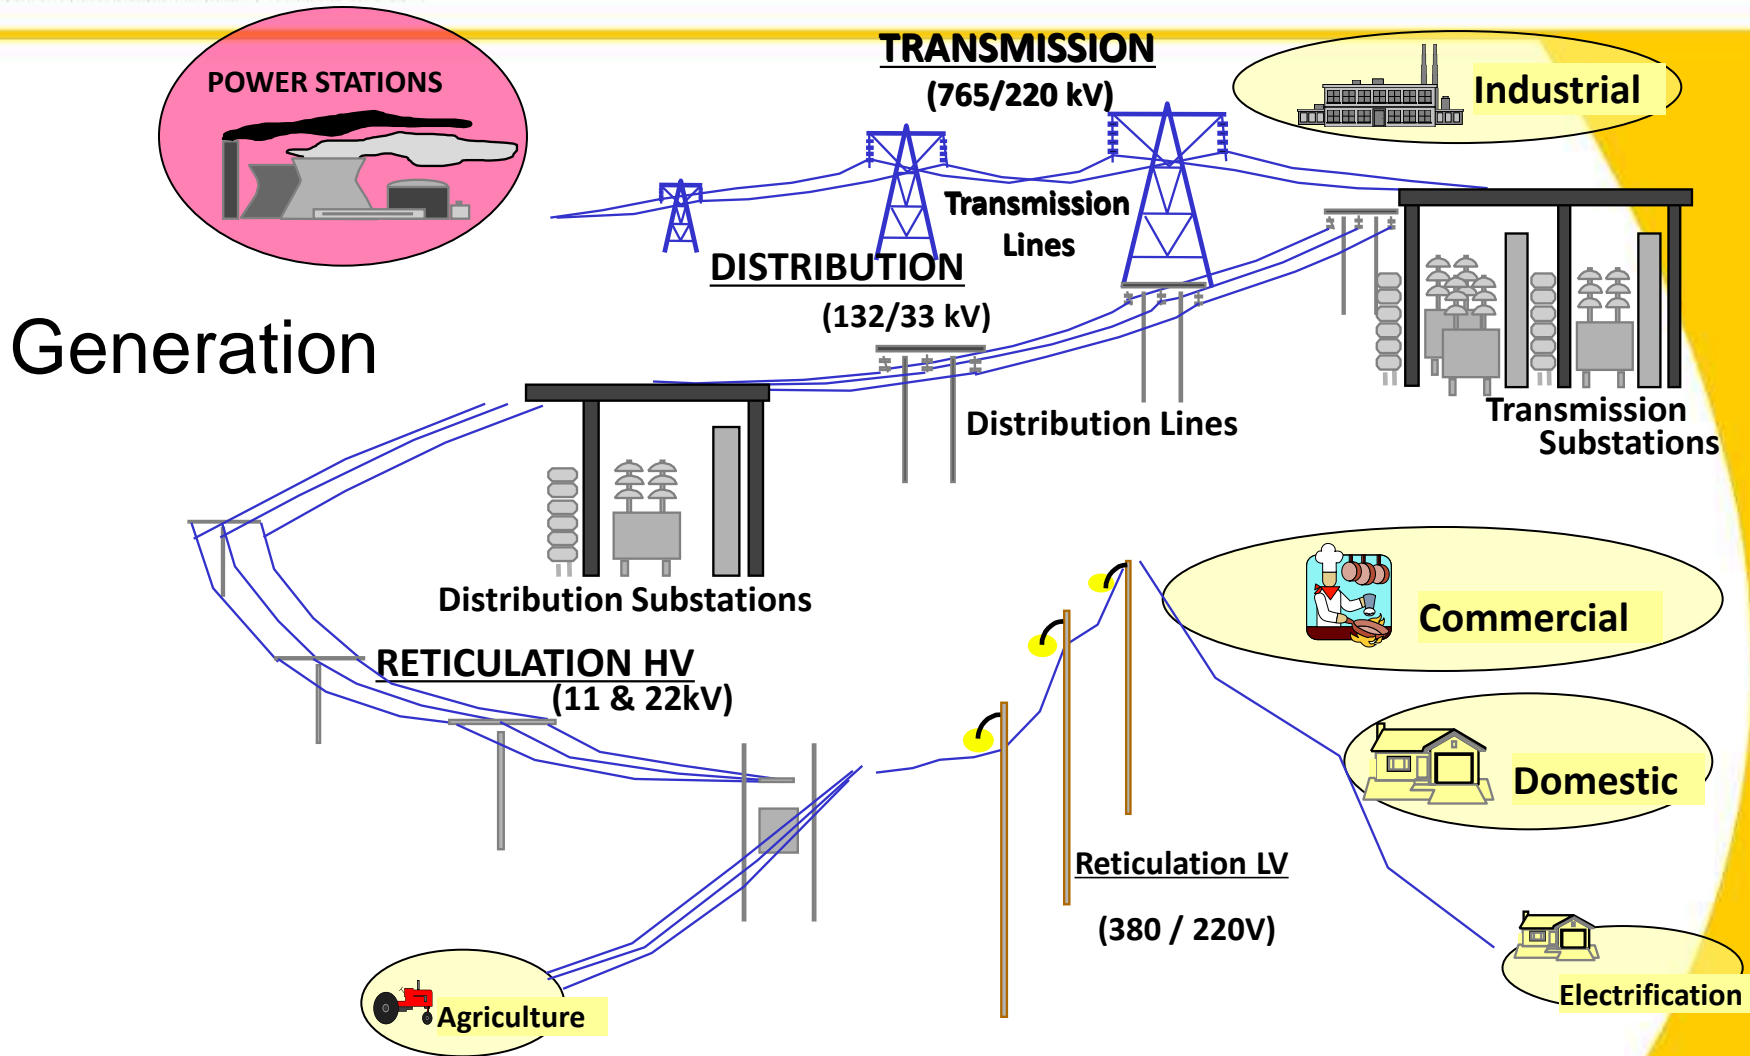 POWER STATIONS
TRANSMISSION
(765/220 kV)
Industrial
Transmission
Lines
DISTRIBUTION
(132/33 kV)
Generation
Distribution Lines
Transmission
Substations
Distribution Substations
Commercial
RETICULATION HV
(11 & 22kV)
Domestic
Reticulation LV
(380 / 220V)
Electrification
Agriculture